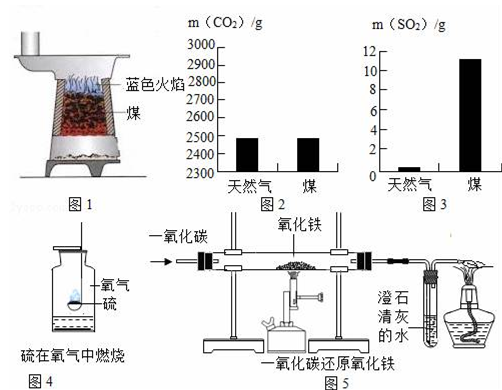 蓝色火焰
煤
图1
m（CO₂）/g
3000
2900
2800
2700
2600
2500
2400
2300
天然气 煤
图2
m（SO₂）/g
12
10
8
6
4
2
0
天然气 煤
图3
氧气
硫
硫在氧气中燃烧
图4
一氧化碳
氧化铁
澄石
清灰
的水
一氧化碳还原氧化铁
图5